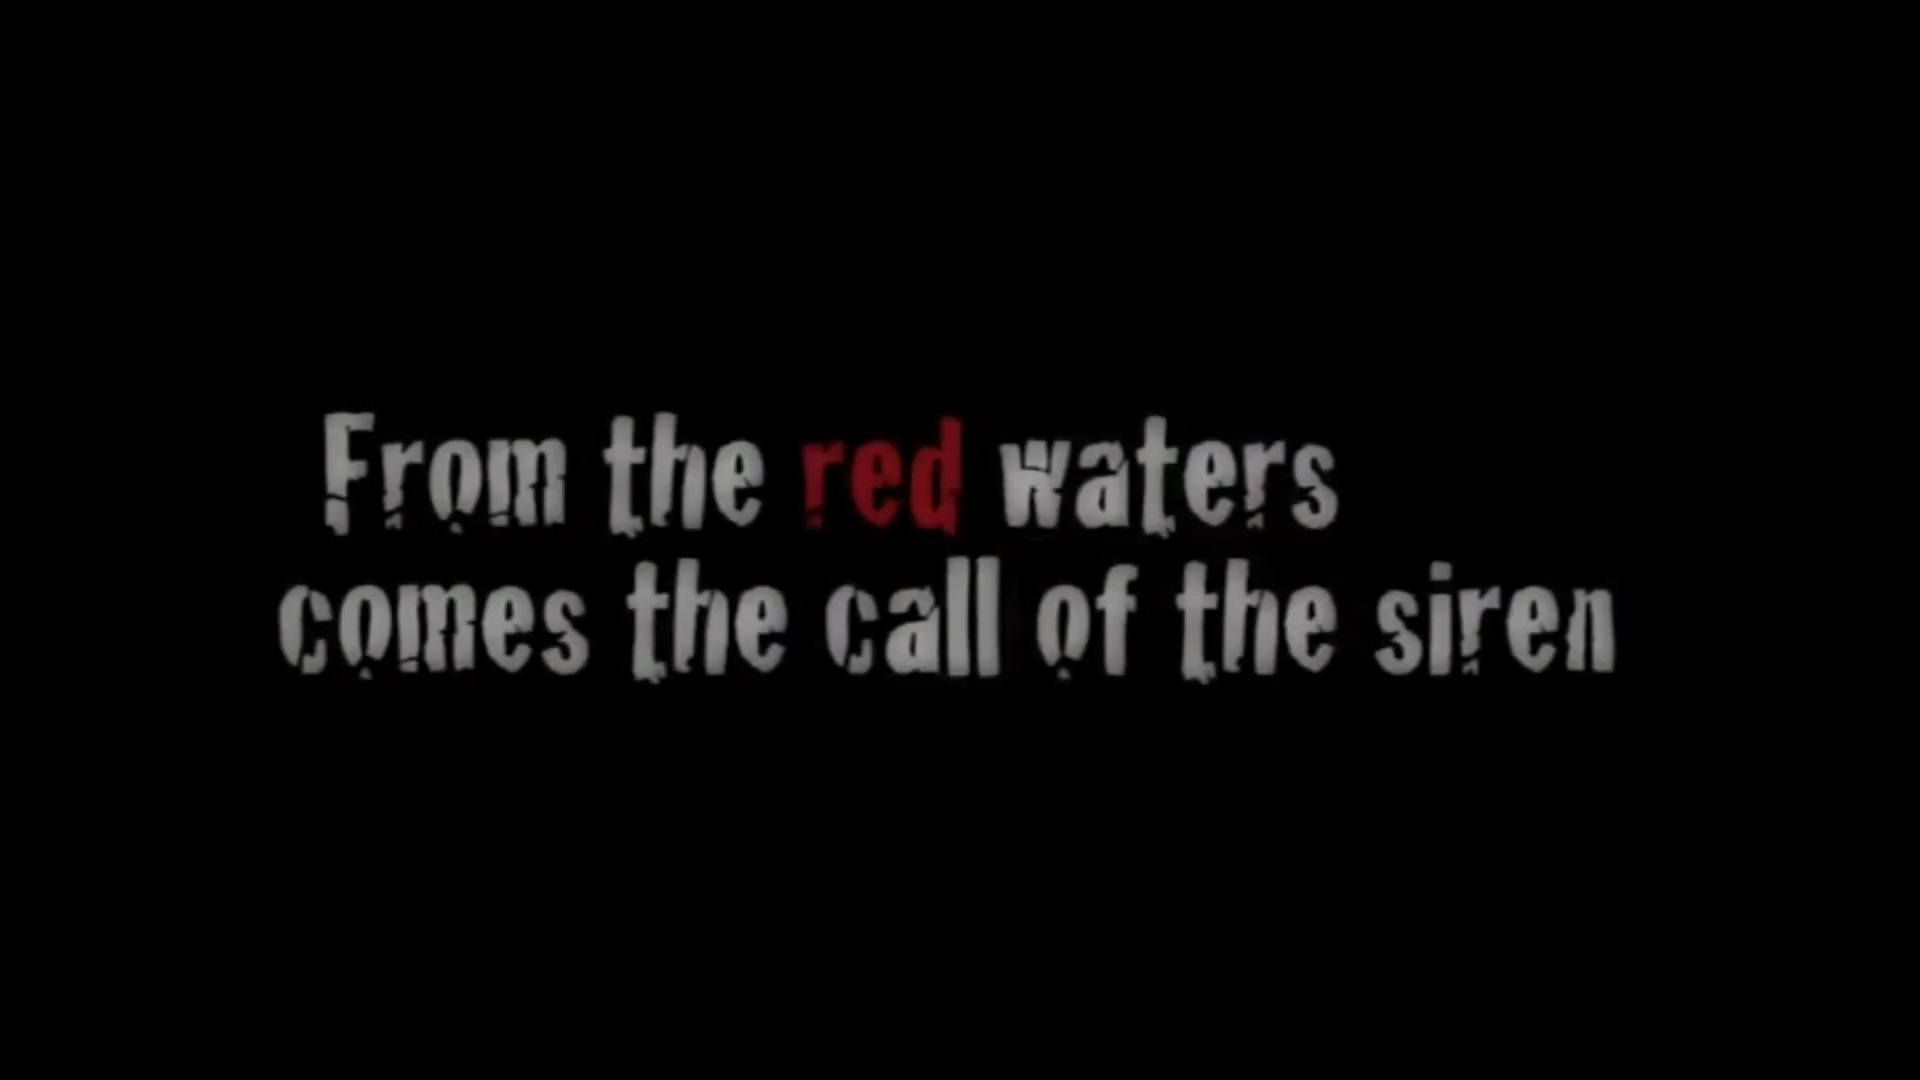 From the red waters
comes the call of the siren